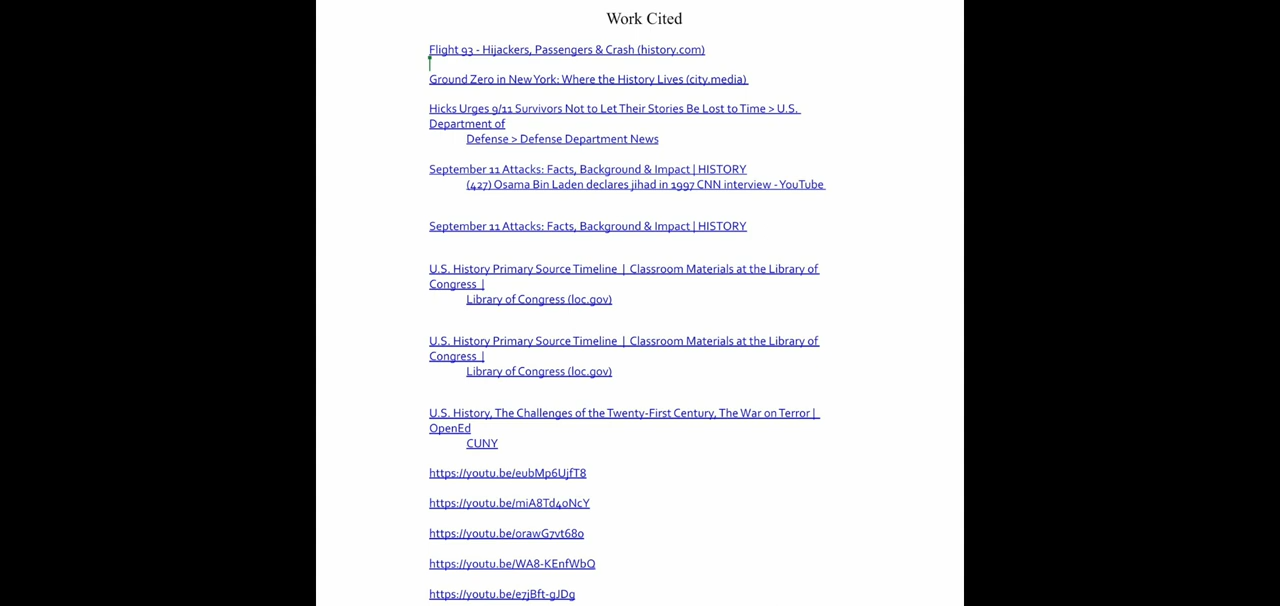 Work Cited
Flight 93 - Hijackers, Passengers & Crash (history.com)
Ground Zero in New York: Where the History Lives (city.media)
Hicks Urges 9/11 Survivors Not to Let Their Stories Be Lost to Time > U.S.
Department of
Defense > Defense Department News
September 11 Attacks: Facts, Background & Impact | HISTORY
(427) Osama Bin Laden declares jihad in 1997 CNN interview - YouTube
September 11 Attacks: Facts, Background & Impact | HISTORY
U.S. History Primary Source Timeline | Classroom Materials at the Library of
Congress |
Library of Congress (loc.gov)
U.S. History Primary Source Timeline | Classroom Materials at the Library of
Congress |
Library of Congress (loc.gov)
U.S. History, The Challenges of the Twenty-First Century, The War on Terror |
OpenEd
CUNY
https://youtu.be/eubMp6UjfT8
https://youtu.be/miA8Td4oNcY
https://youtu.be/orawG7vt68o
https://youtu.be/WA8-KEnfWbQ
https://youtu.be/e7jBft-gJDg